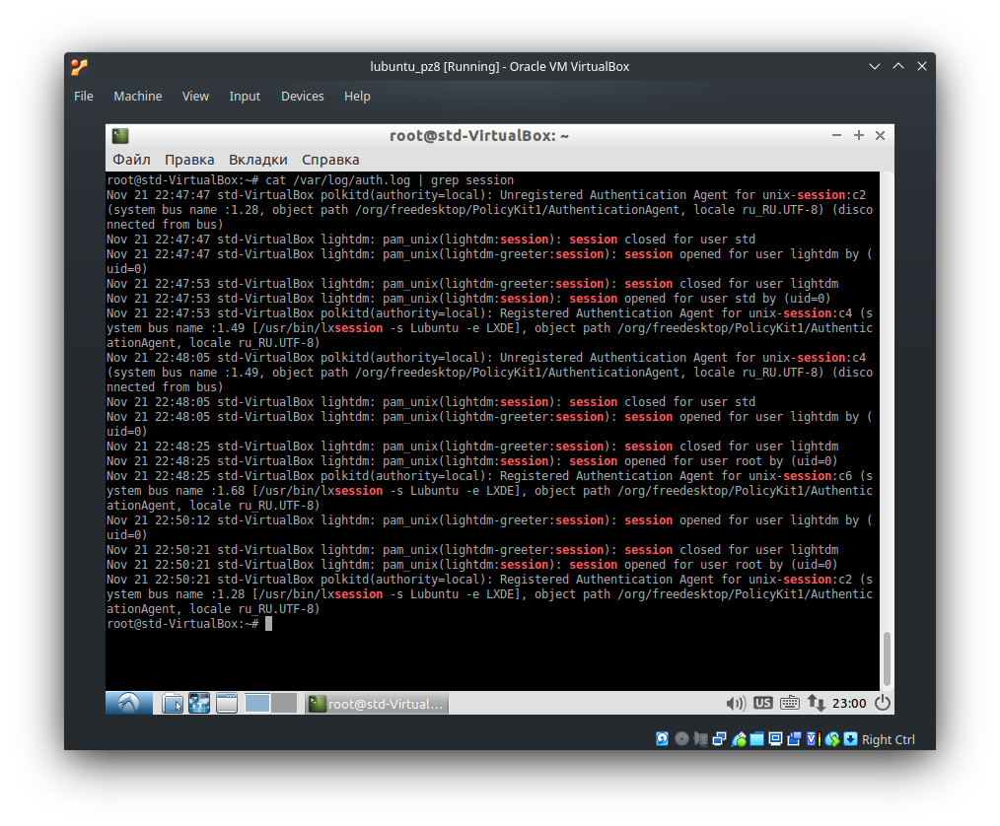 lubuntu_pz8 [Running] - Oracle VM VirtualBox
File Machine View Input Devices Help
root@std-VirtualBox: ~
Файл Правка Вкладки Справка
root@std-VirtualBox:~# cat /var/log/auth.log | grep session
Nov 21 22:47:47 std-VirtualBox polkitd(authority=local): Unregistered Authentication Agent for unix-session:c2
(system bus name :1.28, object path /org/freedesktop/PolicyKit1/AuthenticationAgent, locale ru_RU.UTF-8) (disco
nnected from bus)
Nov 21 22:47:47 std-VirtualBox lightdm: pam_unix(lightdm:session): session closed for user std
Nov 21 22:47:47 std-VirtualBox lightdm: pam_unix(lightdm-greeter:session): session opened for user lightdm by (
uid=0)
Nov 21 22:47:53 std-VirtualBox lightdm: pam_unix(lightdm-greeter:session): session closed for user lightdm
Nov 21 22:47:53 std-VirtualBox lightdm: pam_unix(lightdm:session): session opened for user std by (uid=0)
Nov 21 22:47:53 std-VirtualBox polkitd(authority=local): Registered Authentication Agent for unix-session:c4 (s
ystem bus name :1.49 [/usr/bin/lxsession -s Lubuntu -e LXDE], object path /org/freedesktop/PolicyKit1/Authentic
ationAgent, locale ru_RU.UTF-8)
Nov 21 22:48:05 std-VirtualBox polkitd(authority=local): Unregistered Authentication Agent for unix-session:c4
(system bus name :1.49, object path /org/freedesktop/PolicyKit1/AuthenticationAgent, locale ru_RU.UTF-8) (disco
nnected from bus)
Nov 21 22:48:05 std-VirtualBox lightdm: pam_unix(lightdm:session): session closed for user std
Nov 21 22:48:05 std-VirtualBox lightdm: pam_unix(lightdm-greeter:session): session opened for user lightdm by (
uid=0)
Nov 21 22:48:25 std-VirtualBox lightdm: pam_unix(lightdm-greeter:session): session closed for user lightdm
Nov 21 22:48:25 std-VirtualBox lightdm: pam_unix(lightdm:session): session opened for user root by (uid=0)
Nov 21 22:48:25 std-VirtualBox polkitd(authority=local): Registered Authentication Agent for unix-session:c6 (s
ystem bus name :1.68 [/usr/bin/lxsession -s Lubuntu -e LXDE], object path /org/freedesktop/PolicyKit1/Authentic
ationAgent, locale ru_RU.UTF-8)
Nov 21 22:50:12 std-VirtualBox lightdm: pam_unix(lightdm-greeter:session): session opened for user lightdm by (
uid=0)
Nov 21 22:50:21 std-VirtualBox lightdm: pam_unix(lightdm-greeter:session): session closed for user lightdm
Nov 21 22:50:21 std-VirtualBox lightdm: pam_unix(lightdm:session): session opened for user root by (uid=0)
Nov 21 22:50:21 std-VirtualBox polkitd(authority=local): Registered Authentication Agent for unix-session:c2 (s
ystem bus name :1.28 [/usr/bin/lxsession -s Lubuntu -e LXDE], object path /org/freedesktop/PolicyKit1/Authentic
ationAgent, locale ru_RU.UTF-8)
root@std-VirtualBox:~#
root@std-Virtual... US 23:00
Right Ctrl